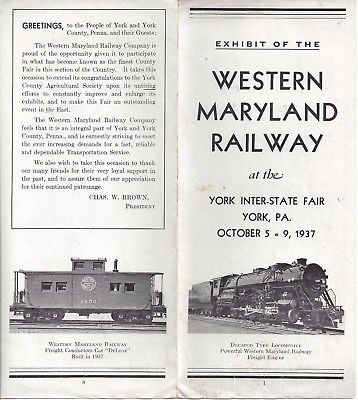 GREETINGS, to the People of York and York
County, Penna. and their Guests:
The Western Maryland Railway Company is
proud of the opportunity given it to participate
in what has become known as the finest County
Fair in this section of the Country. It takes this
occasion to extend its congratulations to the York
County Agricultural Society upon its untiring
efforts to constantly improve and enlarge its
exhibits, and to make this Fair an outstanding
event in the East.
The Western Maryland Railway Company
feels that it is an integral part of York and York
County, Penna., and is earnestly striving to meet
the ever increasing demands for a fast, reliable
and dependable Transportation Service.
We also wish to take this occasion to thank
our many friends for their very loyal support in
the past, and to assure them of our appreciation
for their continued patronage.
CHAS. W. BROWN,
PRESIDENT
WESTERN MARYLAND RAILWAY
Freight Conductors Car "DeLuxe"
Built in 1937
EXHIBIT OF THE
WESTERN
MARYLAND
RAILWAY
at the
YORK INTER-STATE FAIR
YORK, PA.
OCTOBER 5 - 9, 1937
DECAPOD TYPE LOCOMOTIVE
Powerful Western Maryland Railway
Freight Engine
1